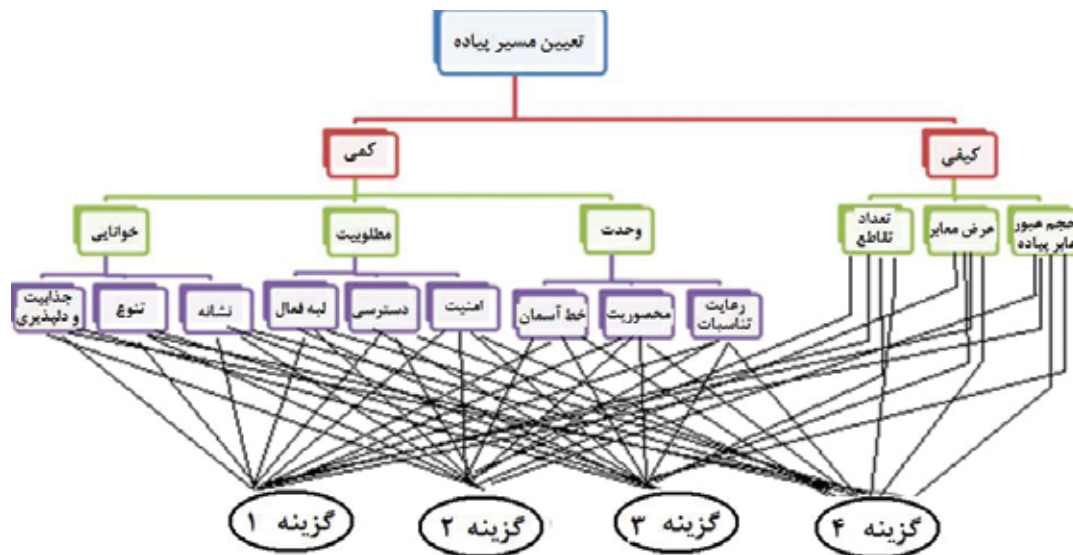 تعیین مسیر پیاده
کیفی
کمی
حجم عبور
عابر پیاده
عرض معابر
تعداد
تقاطع
وحدت
مطلوبیت
خوانایی
رعایت
تناسبات
محصوریت
خط آسمان
امنیت
دسترسی
لبه فعال
نشانه
تنوع
جذابیت
و دلپذیری
گزینه ۴
گزینه ۳
گزینه ۲
گزینه ۱